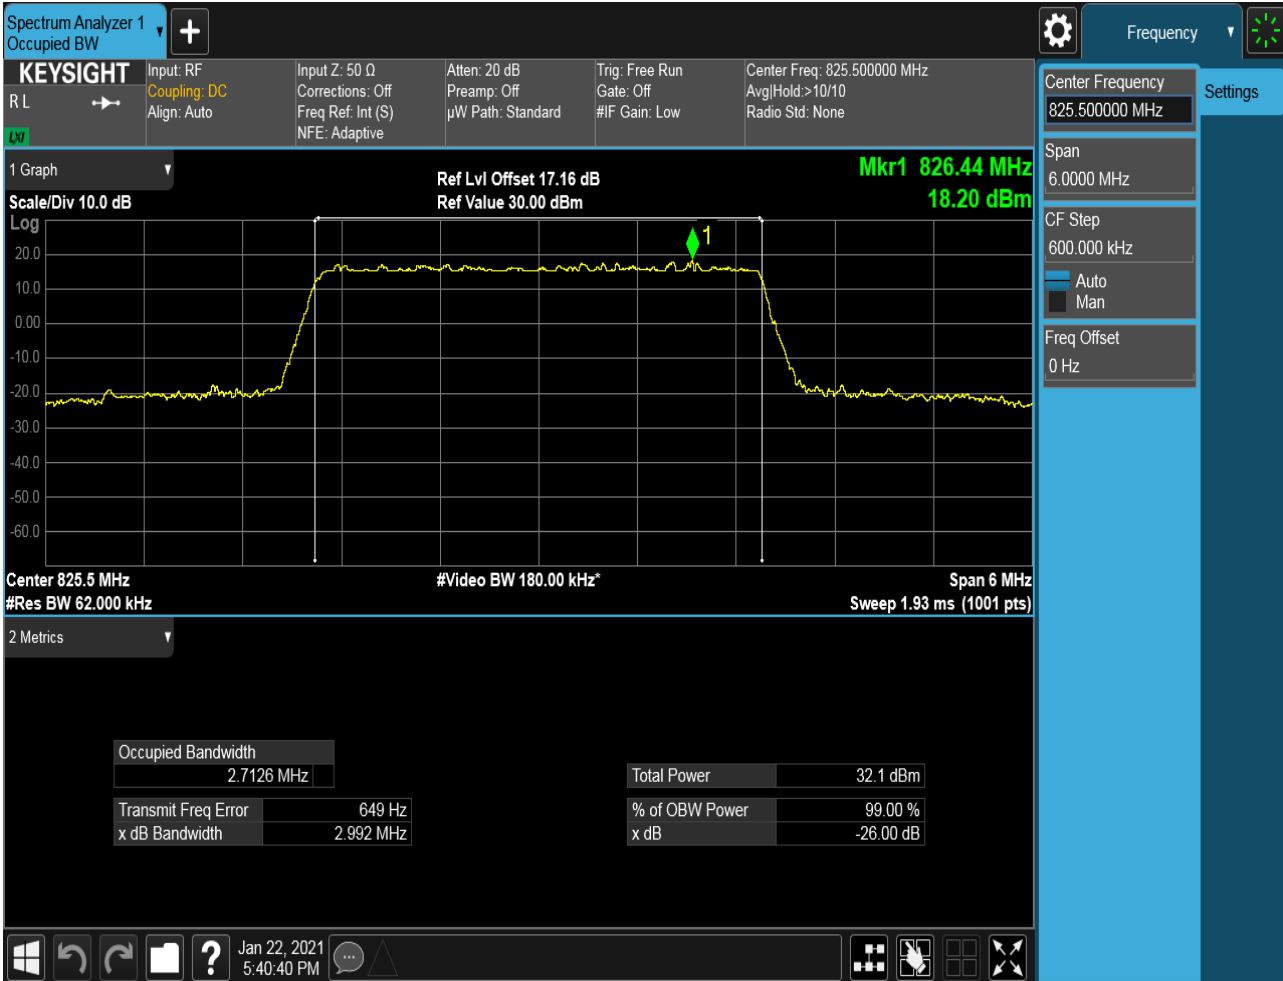 Spectrum Analyzer 1
Occupied BW
Frequency
KEYSIGHT
R L
LXI
Input: RF
Coupling: DC
Align: Auto
Input Z: 50 Ω
Corrections: Off
Freq Ref: Int (S)
NFE: Adaptive
Atten: 20 dB
Preamp: Off
µW Path: Standard
Trig: Free Run
Gate: Off
#IF Gain: Low
Center Freq: 825.500000 MHz
Avg|Hold:>10/10
Radio Std: None
Center Frequency
825.500000 MHz
Settings
Span
6.0000 MHz
CF Step
600.000 kHz
Auto
Man
Freq Offset
0 Hz
1 Graph
Scale/Div 10.0 dB
Log
Ref Lvl Offset 17.16 dB
Ref Value 30.00 dBm
Mkr1 826.44 MHz
18.20 dBm
1
20.0
10.0
0.00
-10.0
-20.0
-30.0
-40.0
-50.0
-60.0
Center 825.5 MHz
#Res BW 62.000 kHz
#Video BW 180.00 kHz*
Span 6 MHz
Sweep 1.93 ms (1001 pts)
2 Metrics
Occupied Bandwidth
2.7126 MHz
Total Power 32.1 dBm
Transmit Freq Error 649 Hz
% of OBW Power 99.00 %
x dB Bandwidth 2.992 MHz
x dB -26.00 dB
?
Jan 22, 2021
5:40:40 PM